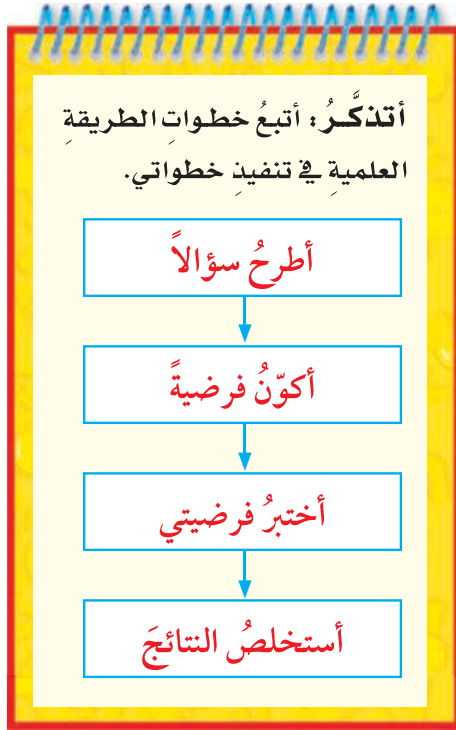 أتذكَّرُ: أتبعُ خطواتِ الطريقةِ
العلميةِ في تنفيذِ خطواتي.
أطرحُ سؤالاً
أكوّنُ فرضيةً
أختبرُ فرضيتي
أستخلصُ النتائجَ